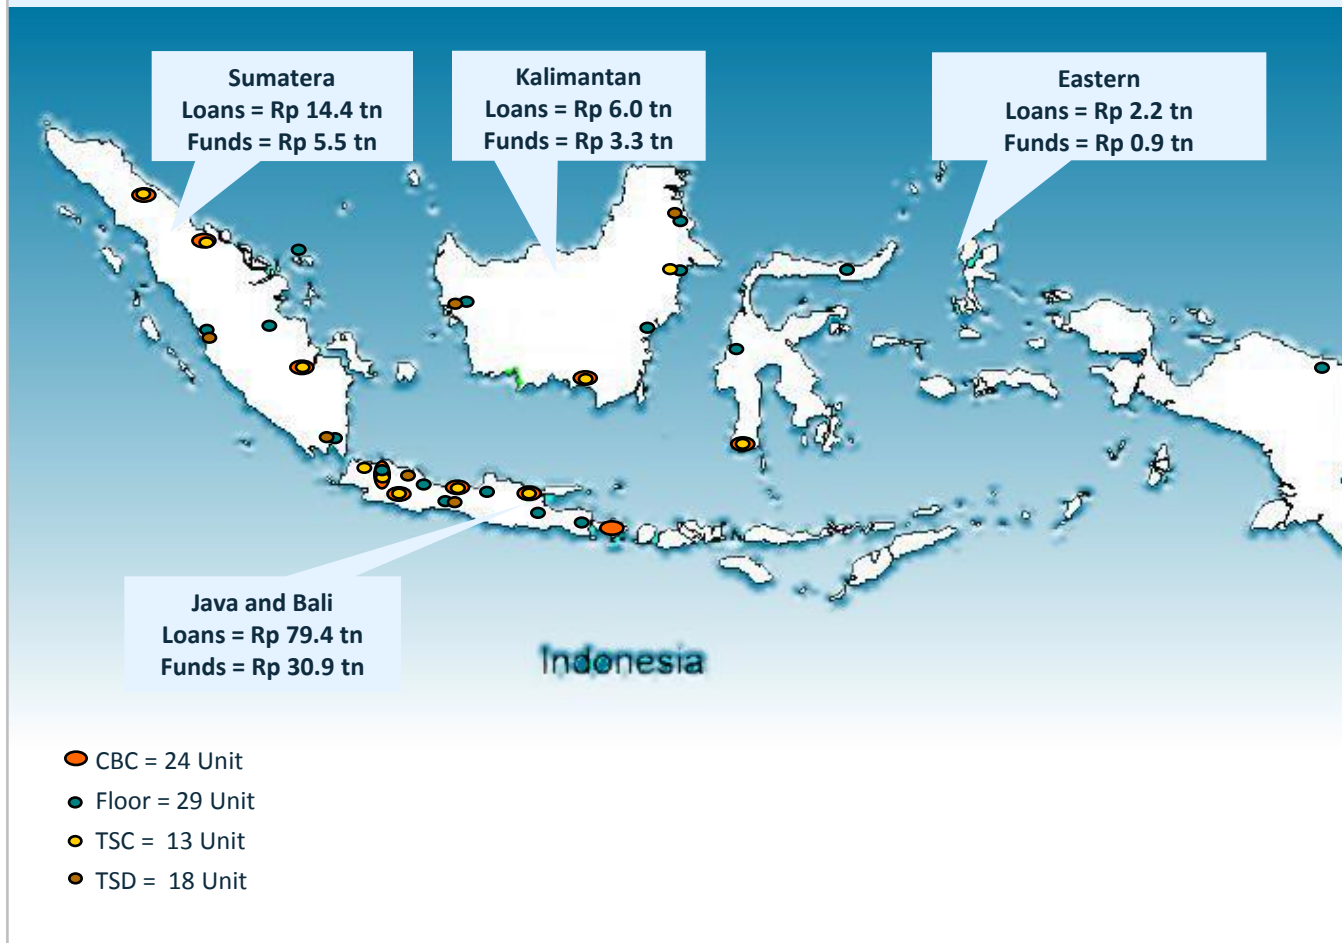 Sumatera
Loans = Rp 14.4 tn
Funds = Rp 5.5 tn
Kalimantan
Loans = Rp 6.0 tn
Funds = Rp 3.3 tn
Eastern
Loans = Rp 2.2 tn
Funds = Rp 0.9 tn
Java and Bali
Loans = Rp 79.4 tn
Funds = Rp 30.9 tn
Indonesia
CBC = 24 Unit
Floor = 29 Unit
TSC = 13 Unit
TSD = 18 Unit